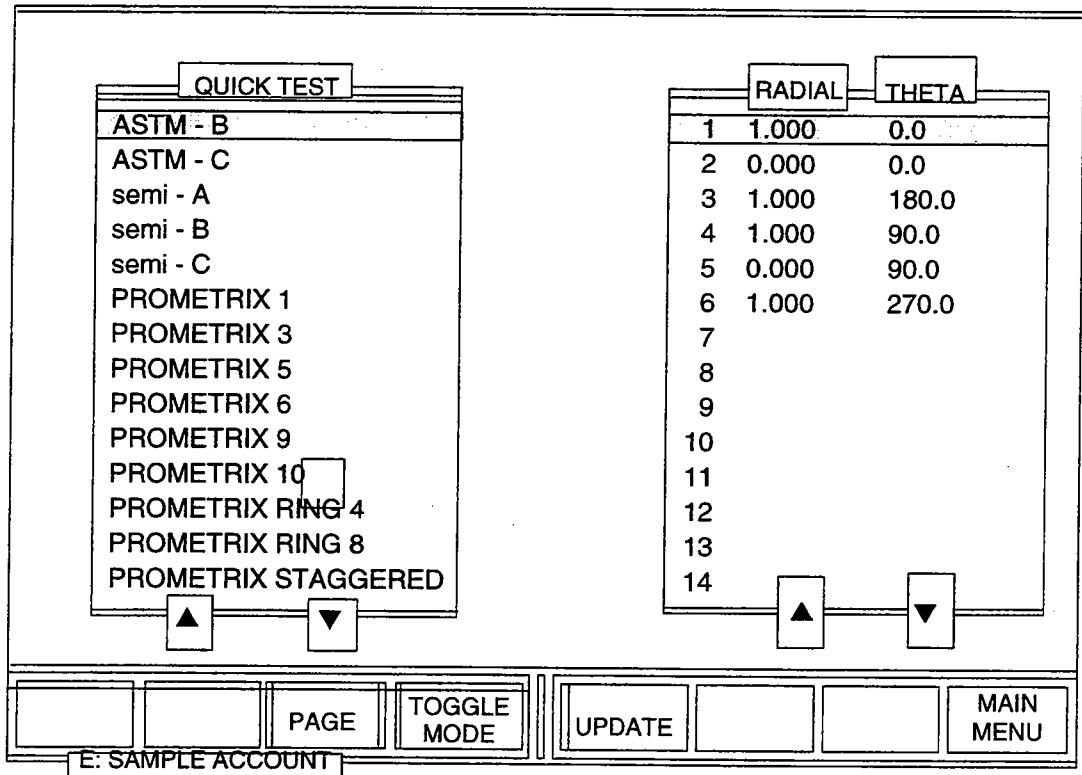 QUICK TEST
ASTM - B
ASTM - C
semi - A
semi - B
semi - C
PROMETRIX 1
PROMETRIX 3
PROMETRIX 5
PROMETRIX 6
PROMETRIX 9
PROMETRIX 10
PROMETRIX RING 4
PROMETRIX RING 8
PROMETRIX STAGGERED
RADIAL THETA
1 1.000 0.0
2 0.000 0.0
3 1.000 180.0
4 1.000 90.0
5 0.000 90.0
6 1.000 270.0
7
8
9
10
11
12
13
14
PAGE
TOGGLE
MODE
UPDATE
MAIN
MENU
E: SAMPLE ACCOUNT